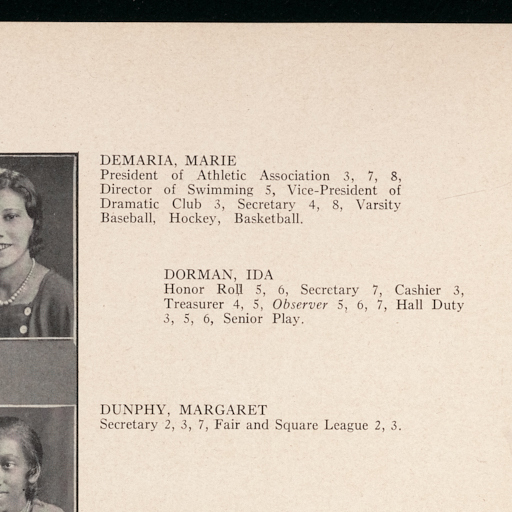 DEMARIA, MARIE
President of Athletic Association 3, 7, 8,
Director of Swimming 5, Vice-President of
Dramatic Club 3, Secretary 4, 8, Varsity
Baseball, Hockey, Basketball.
DORMAN, IDA
Honor Roll 5, 6, Secretary 7, Cashier 3,
Treasurer 4, 5, Observer 5, 6, 7, Hall Duty
3, 5, 6, Senior Play.
DUNPHY, MARGARET
Secretary 2, 3, 7, Fair and Square League 2, 3.